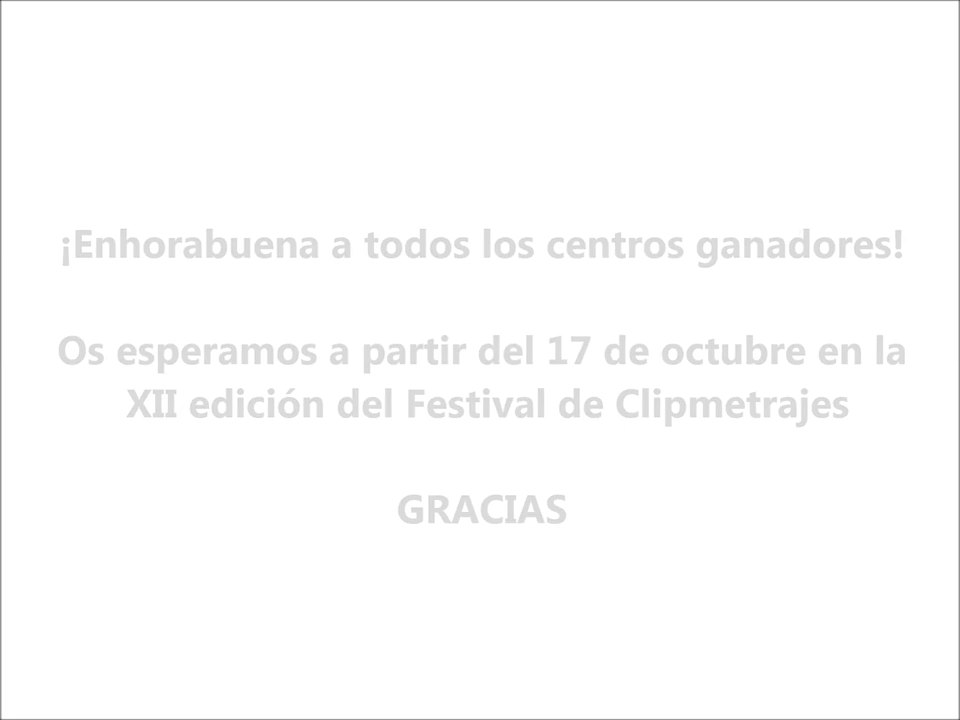 ¡Enhorabuena a todos los centros ganadores!
Os esperamos a partir del 17 de octubre en la
XII edición del Festival de Clipmetrajes
GRACIAS